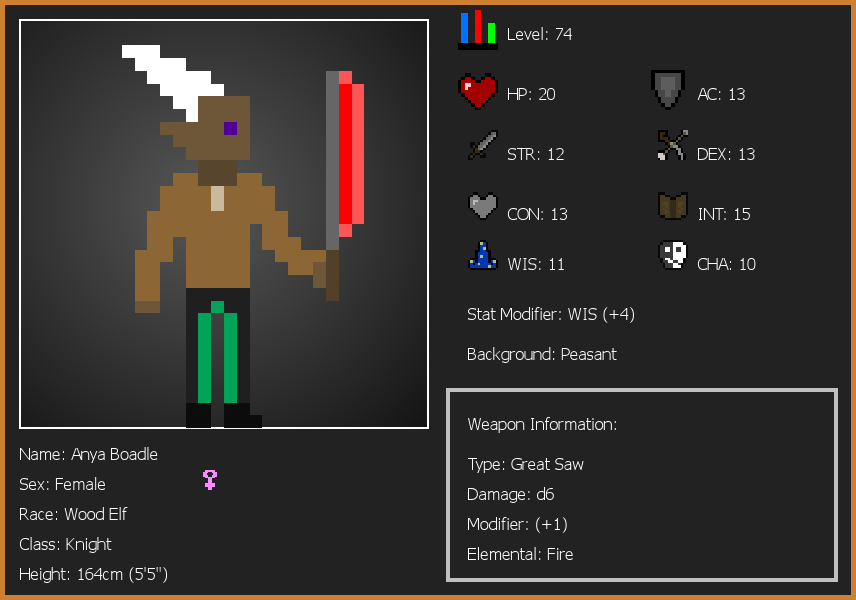 Level: 74
HP: 20
AC: 13
STR: 12
DEX: 13
CON: 13
INT: 15
WIS: 11
CHA: 10
Stat Modifier: WIS (+4)
Background: Peasant
Weapon Information:
Type: Great Saw
Damage: d6
Modifier: (+1)
Elemental: Fire
Name: Anya Boadle
Sex: Female
Race: Wood Elf
Class: Knight
Height: 164cm (5'5")